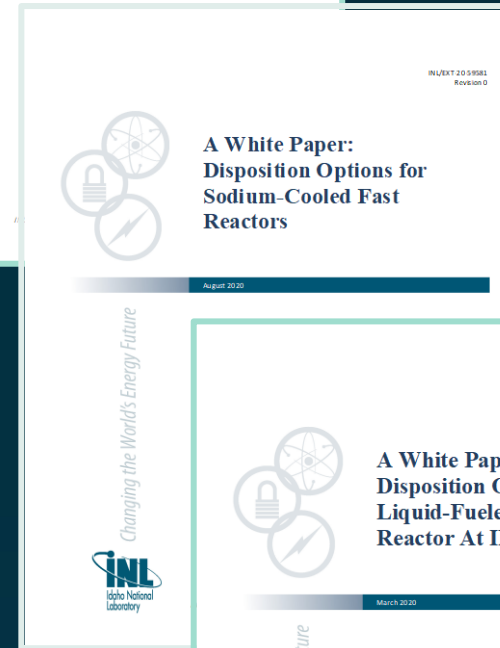 INL/EXT 20 59581
Revision 0
A White Paper:
Disposition Options for
Sodium-Cooled Fast
Reactors
August 2020
Changing the World's Energy Future
INL
Idaho National
Laboratory
A White Pap
Disposition
Liquid-Fuele
Reactor At I
March 2020
ture